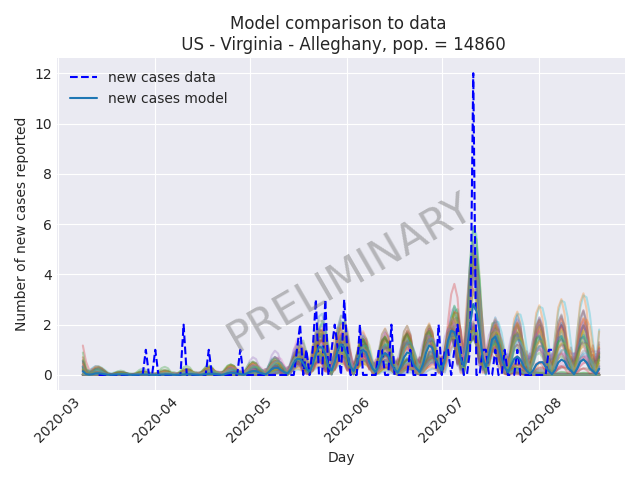 Model comparison to data
US - Virginia - Alleghany, pop. = 14860
new cases data
new cases model
PRELIMINARY
Number of new cases reported
12
10
8
6
4
2
0
2020-03
2020-04
2020-05
2020-06
2020-07
2020-08
Day